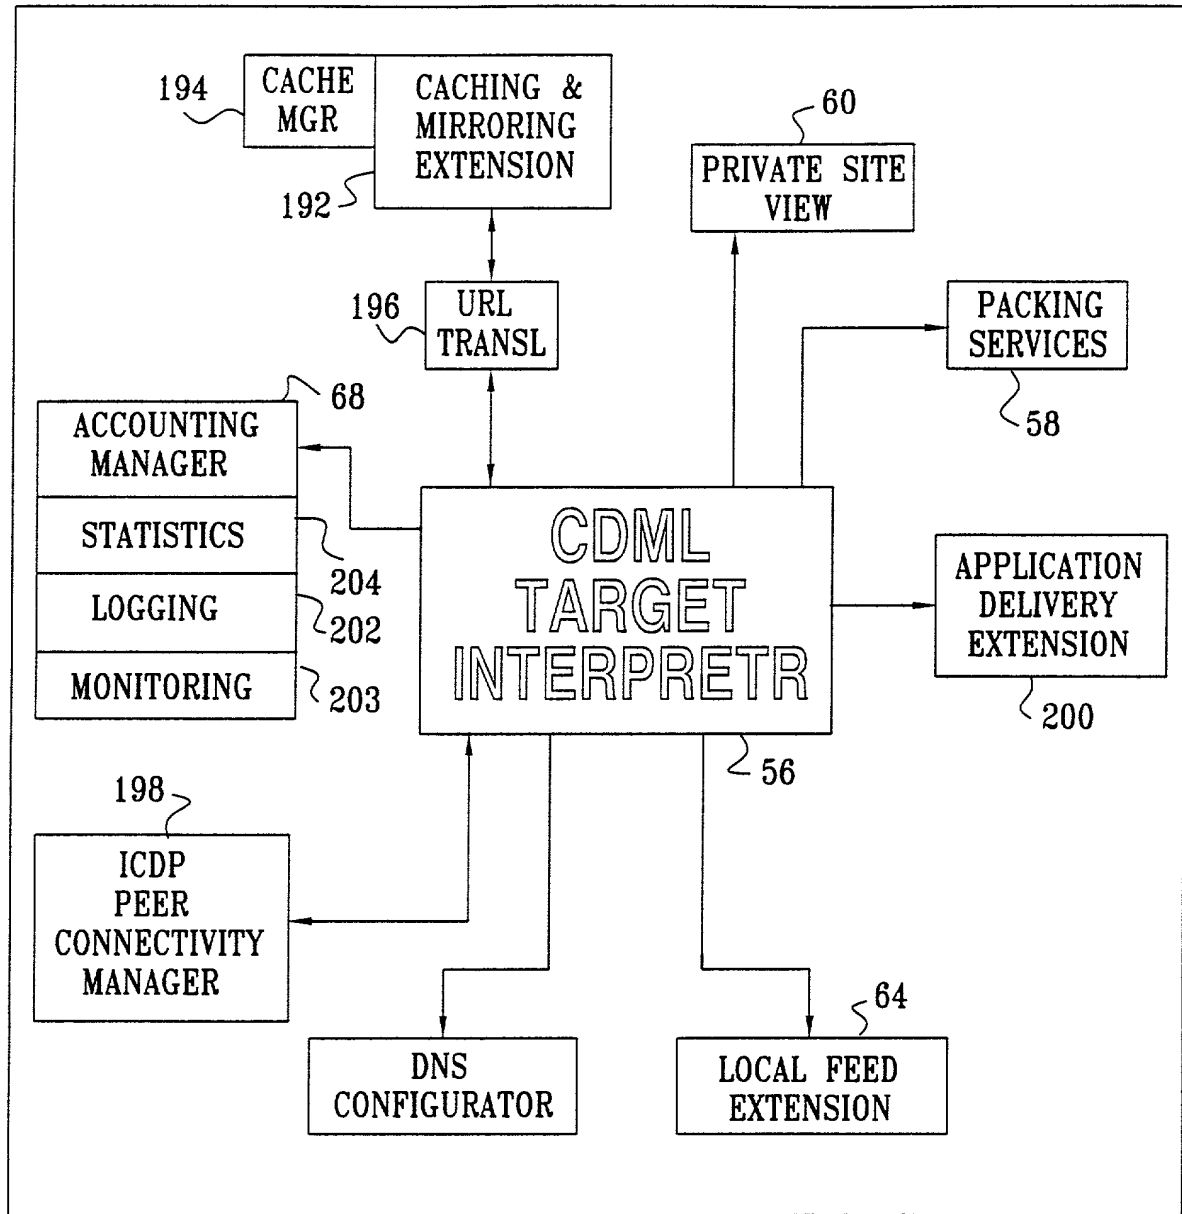 194
CACHE
MGR
CACHING &
MIRRORING
EXTENSION
192
60
PRIVATE SITE
VIEW
196
URL
TRANSL
PACKING
SERVICES
58
68
ACCOUNTING
MANAGER
STATISTICS
204
LOGGING
202
MONITORING
203
CDML
TARGET
INTERPRETR
56
APPLICATION
DELIVERY
EXTENSION
200
198
ICDP
PEER
CONNECTIVITY
MANAGER
DNS
CONFIGURATOR
64
LOCAL FEED
EXTENSION